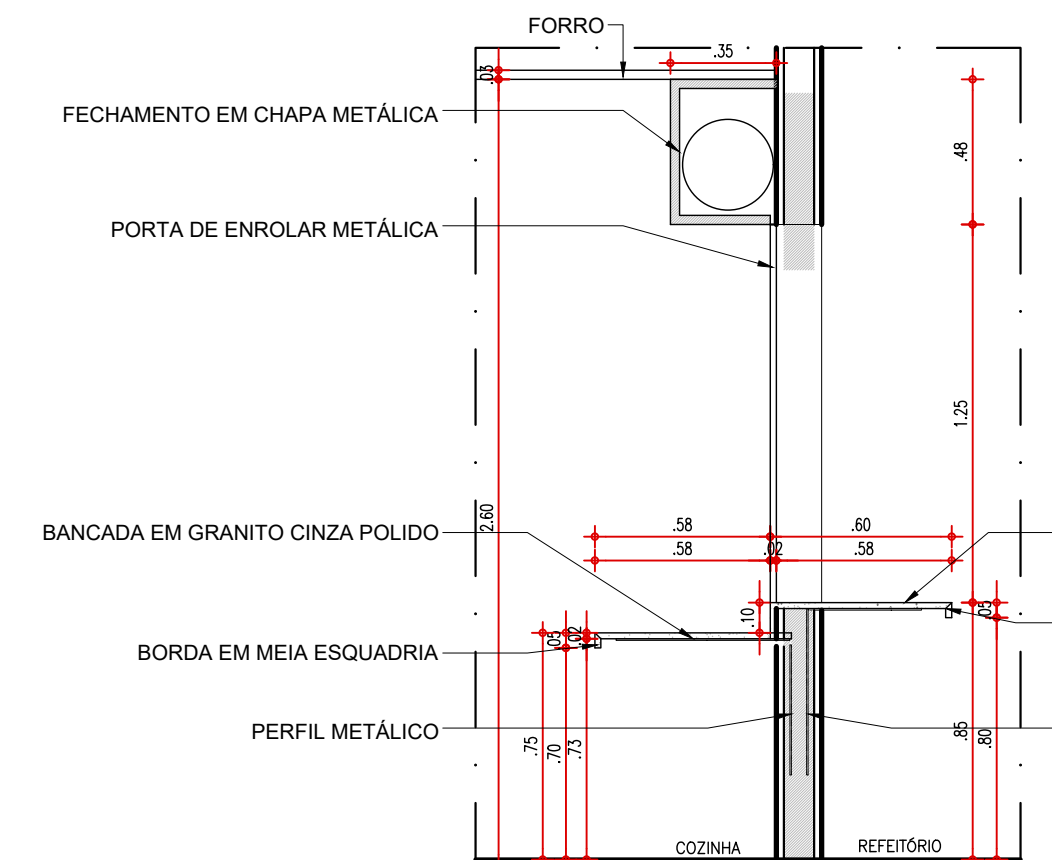 FORRO
.35
.03
FECHAMENTO EM CHAPA METÁLICA
.48
PORTA DE ENROLAR METÁLICA
1.25
2.60
BANCADA EM GRANITO CINZA POLIDO
.58
.60
.58
.02
.58
.10
.05
.05
.02
BORDA EM MEIA ESQUADRIA
PERFIL METÁLICO
.75
.70
.73
.85
.80
COZINHA
REFEITÓRIO